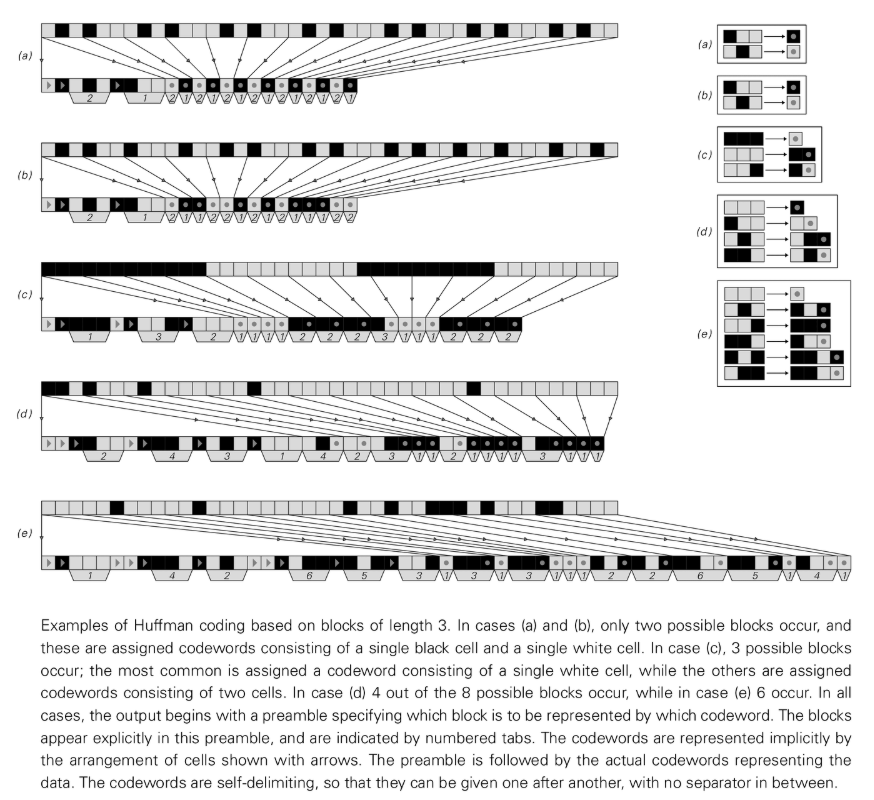 (a)
2 1 2 1 2 1 2 1 2 1 2 1 2 1 2 1
(b)
2 1 2 1 1 2 2 1 2 1 2 1 1 1 2 2
(c)
1 3 2 1 1 1 1 2 2 2 3 1 1 1 2 2 2
(d)
2 4 3 1 4 2 3 1 1 2 1 1 1 1 3 1 1 1
(e)
1 4 2 6 5 3 1 3 1 3 1 1 1 2 2 6 5 1 4 1
(a)
(b)
(c)
(d)
(e)
Examples of Huffman coding based on blocks of length 3. In cases (a) and (b), only two possible blocks occur, and
these are assigned codewords consisting of a single black cell and a single white cell. In case (c), 3 possible blocks
occur; the most common is assigned a codeword consisting of a single white cell, while the others are assigned
codewords consisting of two cells. In case (d) 4 out of the 8 possible blocks occur, while in case (e) 6 occur. In all
cases, the output begins with a preamble specifying which block is to be represented by which codeword. The blocks
appear explicitly in this preamble, and are indicated by numbered tabs. The codewords are represented implicitly by
the arrangement of cells shown with arrows. The preamble is followed by the actual codewords representing the
data. The codewords are self-delimiting, so that they can be given one after another, with no separator in between.